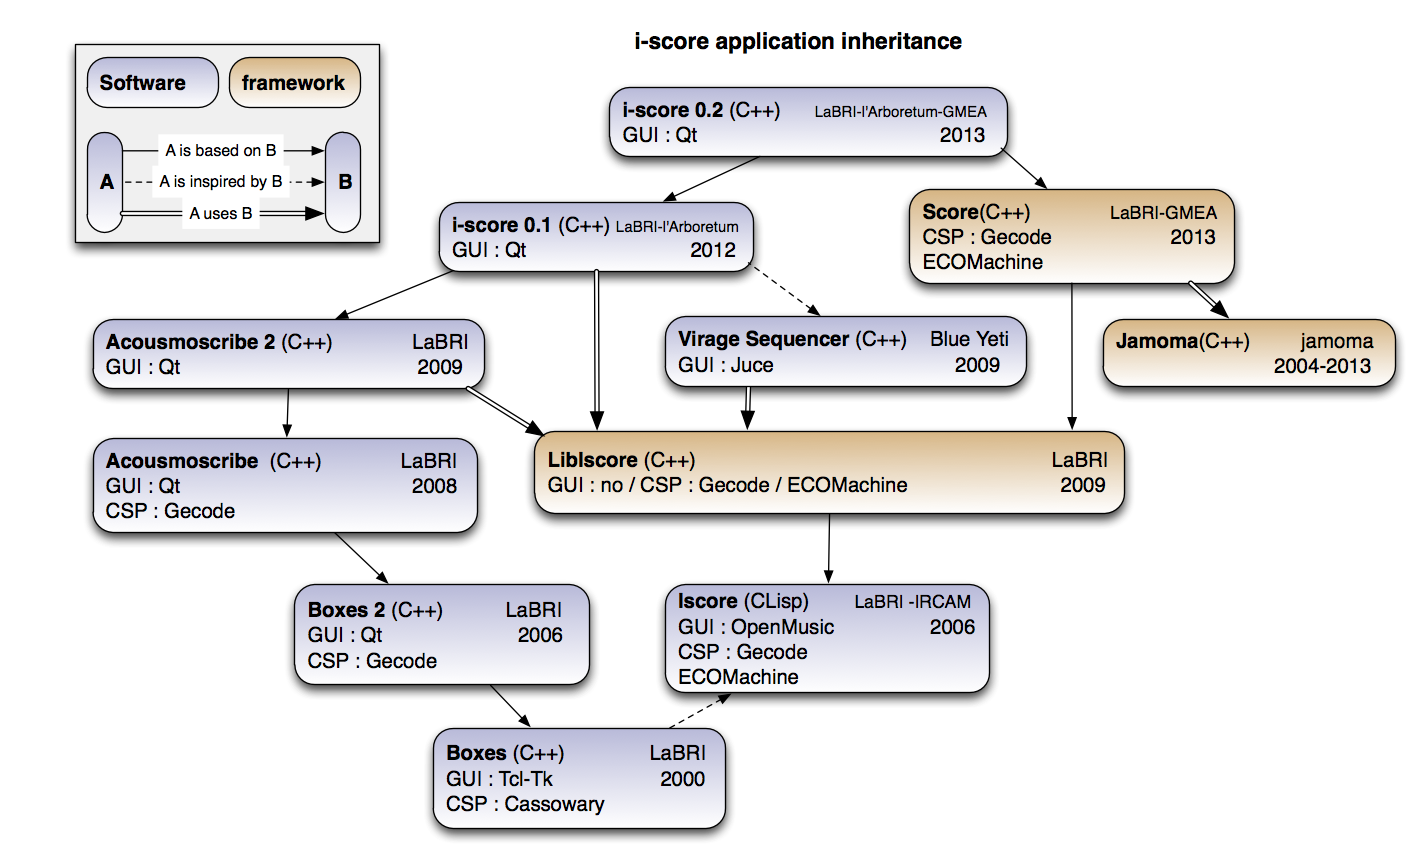 i-score application inheritance
Software
framework
A is based on B
A is inspired by B
A uses B
A
B
i-score 0.2 (C++) LaBRI-l'Arboretum-GMEA
GUI : Qt 2013
i-score 0.1 (C++) LaBRI-l'Arboretum
GUI : Qt 2012
Score(C++) LaBRI-GMEA
CSP : Gecode 2013
ECOMachine
Acousmoscribe 2 (C++) LaBRI
GUI : Qt 2009
Virage Sequencer (C++) Blue Yeti
GUI : Juce 2009
Jamoma(C++) jamoma
2004-2013
Acousmoscribe (C++) LaBRI
GUI : Qt 2008
CSP : Gecode
LibIscore (C++) LaBRI
GUI : no / CSP : Gecode / ECOMachine 2009
Boxes 2 (C++) LaBRI
GUI : Qt 2006
CSP : Gecode
Iscore (CLisp) LaBRI -IRCAM
GUI : OpenMusic 2006
CSP : Gecode
ECOMachine
Boxes (C++) LaBRI
GUI : Tcl-Tk 2000
CSP : Cassowary